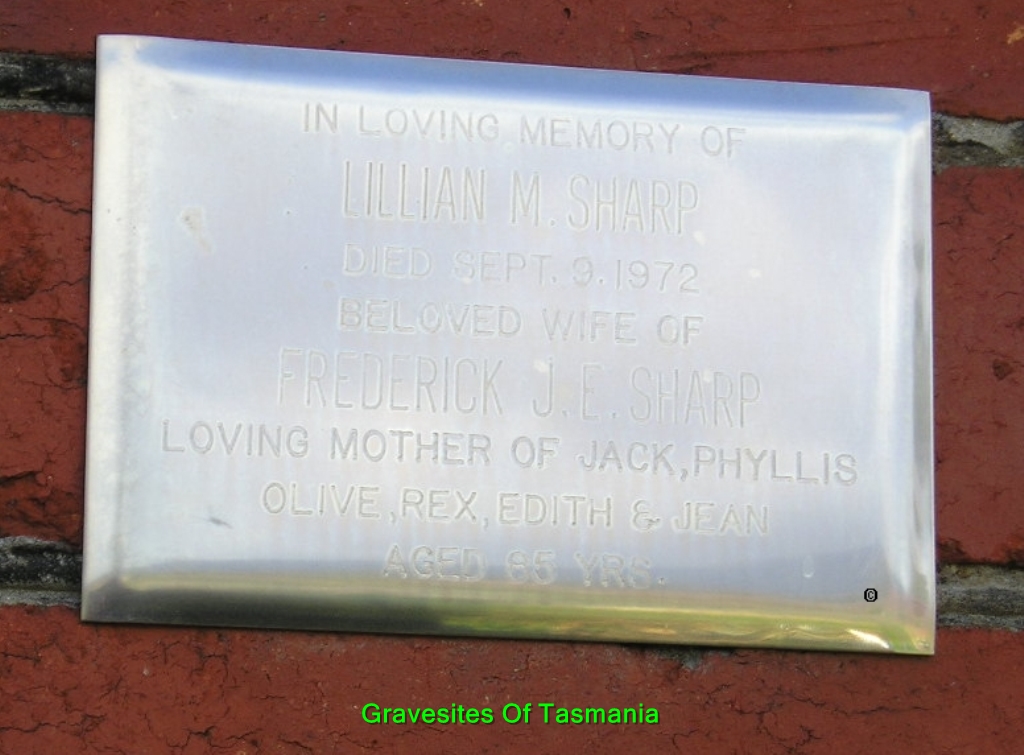 IN LOVING MEMORY OF
LILLIAN M. SHARP
DIED SEPT. 9. 1972
BELOVED WIFE OF
FREDERICK J. E. SHARP
LOVING MOTHER OF JACK, PHYLLIS
OLIVE, REX, EDITH & JEAN
AGED 85 YRS.
©
Gravesites Of Tasmania